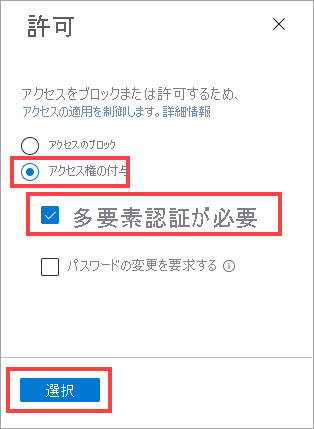 許可
アクセスをブロックまたは許可するため、
アクセスの適用を制御します。詳細情報
アクセスのブロック
アクセス権の付与
多要素認証が必要
パスワードの変更を要求する
選択